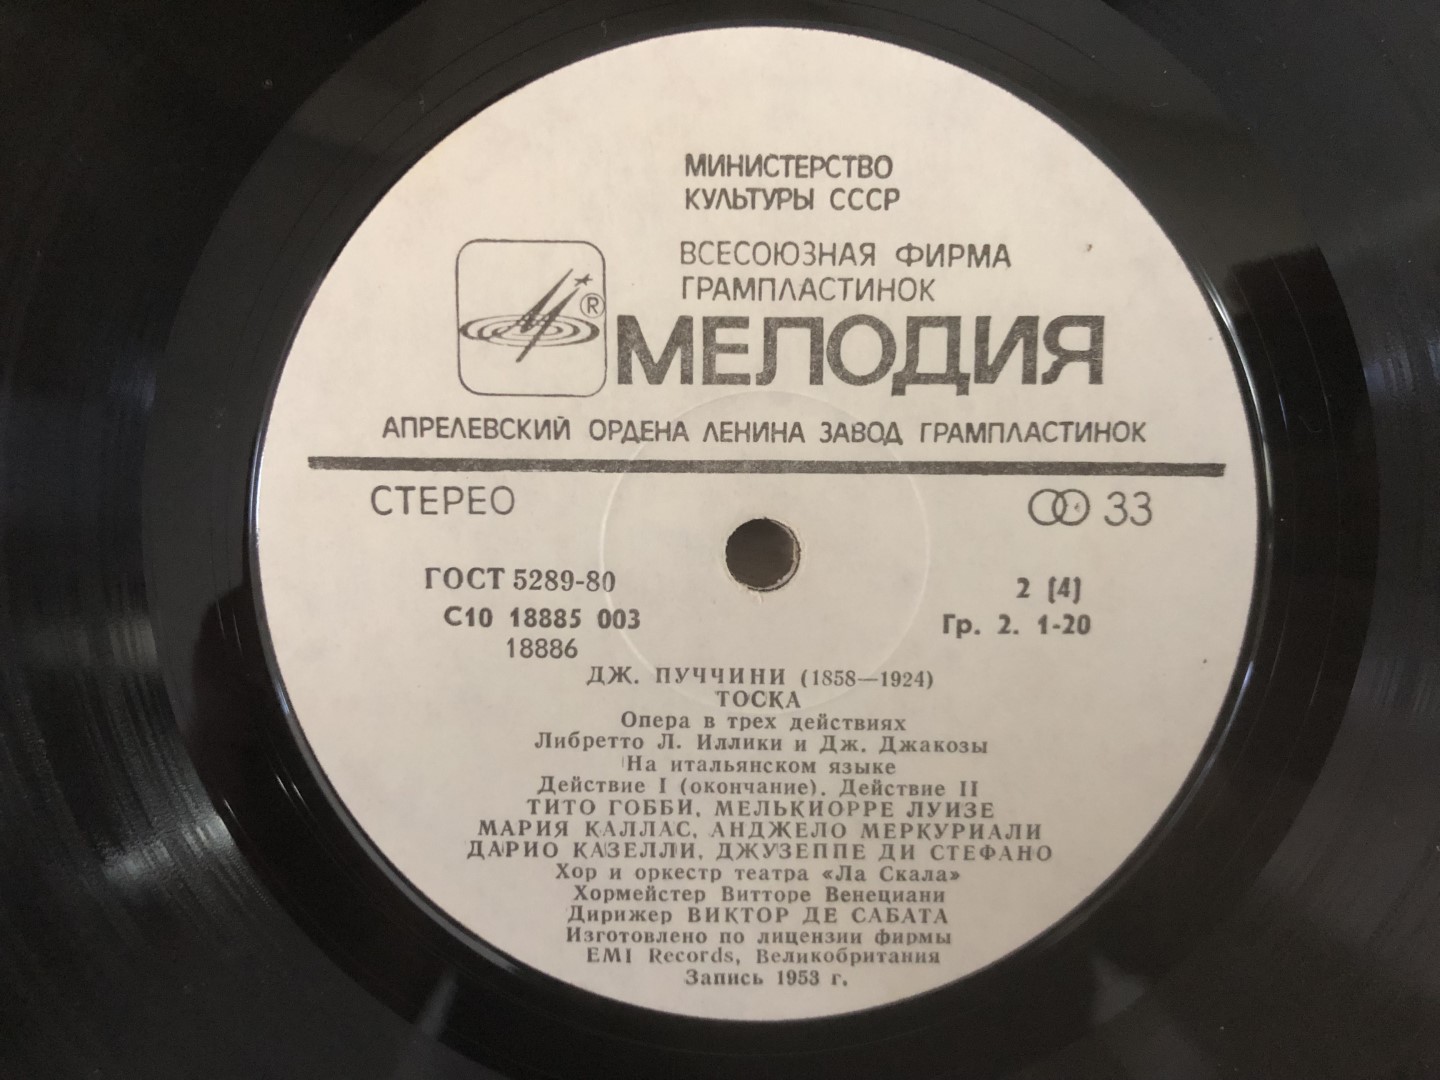 МИНИСТЕРСТВО
КУЛЬТУРЫ СССР
ВСЕСОЮЗНАЯ ФИРМА
ГРАМПЛАСТИНОК
®
МЕЛОДИЯ
АПРЕЛЕВСКИЙ ОРДЕНА ЛЕНИНА ЗАВОД ГРАМПЛАСТИНОК
СТЕРЕО
33
ГОСТ 5289-80
2 (4)
С10 18885 003
Гр. 2. 1-20
18886
ДЖ. ПУЧЧИНИ (1858—1924)
ТОСКА
Опера в трех действиях
Либретто Л. Иллики и Дж. Джакозы
На итальянском языке
Действие I (окончание). Действие II
ТИТО ГОББИ, МЕЛЬКИОРРЕ ЛУИЗЕ
МАРИЯ КАЛЛАС, АНДЖЕЛО МЕРКУРИАЛИ
ДАРИО КАЗЕЛЛИ, ДЖУЗЕППЕ ДИ СТЕФАНО
Хор и оркестр театра «Ла Скала»
Хормейстер Витторе Венециани
Дирижер ВИКТОР ДЕ САБАТА
Изготовлено по лицензии фирмы
EMI Records, Великобритания
Запись 1953 г.